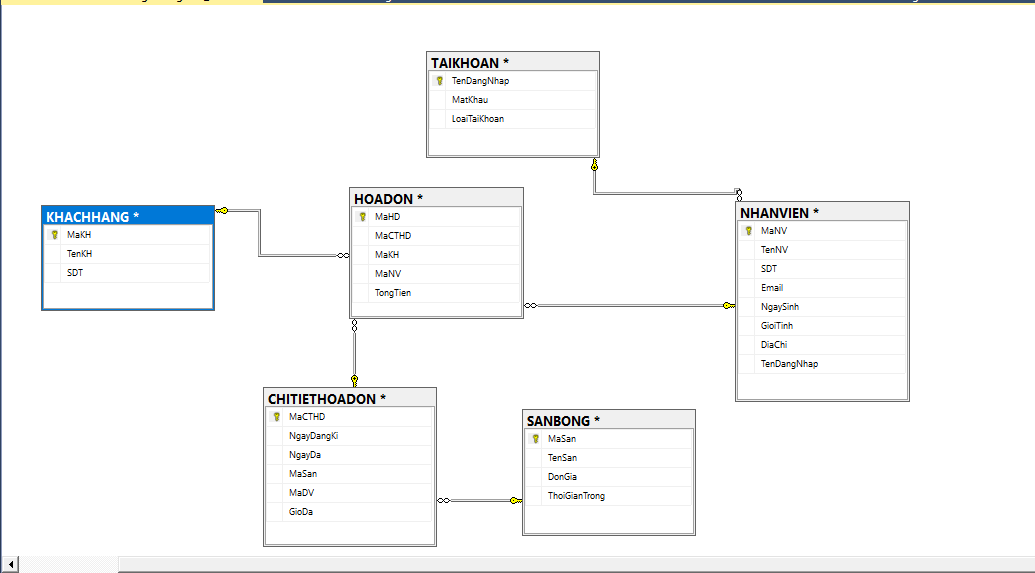 TAIKHOAN *
TenDangNhap
MatKhau
LoaiTaiKhoan
HOADON *
MaHD
MaCTHD
MaKH
MaNV
TongTien
KHACHHANG *
MaKH
TenKH
SDT
NHANVIEN *
MaNV
TenNV
SDT
Email
NgaySinh
GioiTinh
DiaChi
TenDangNhap
CHITIETHOADON *
MaCTHD
NgayDangKi
NgayDa
MaSan
MaDV
GioDa
SANBONG *
MaSan
TenSan
DonGia
ThoiGianTrong